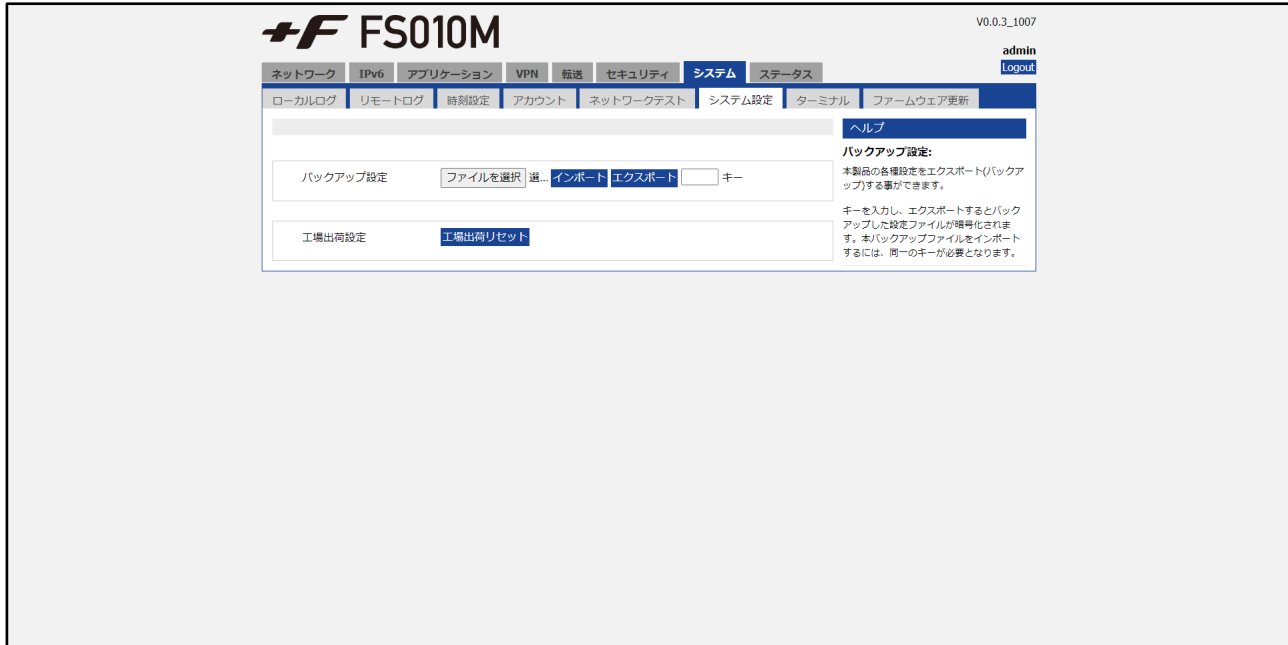 +F FS010M
V0.0.3_1007
admin
Logout
ネットワーク IPv6 アプリケーション VPN 転送 セキュリティ システム ステータス
ローカルログ リモートログ 時刻設定 アカウント ネットワークテスト システム設定 ターミナル ファームウェア更新
バックアップ設定 ファイルを選択 選... インポート エクスポート キー
工場出荷設定 工場出荷リセット
ヘルプ
バックアップ設定:
本製品の各種設定をエクスポート(バックア
ップ)する事ができます。
キーを入力し、エクスポートするとバック
アップした設定ファイルが暗号化されま
す。本バックアップファイルをインポート
するには、同一のキーが必要となります。